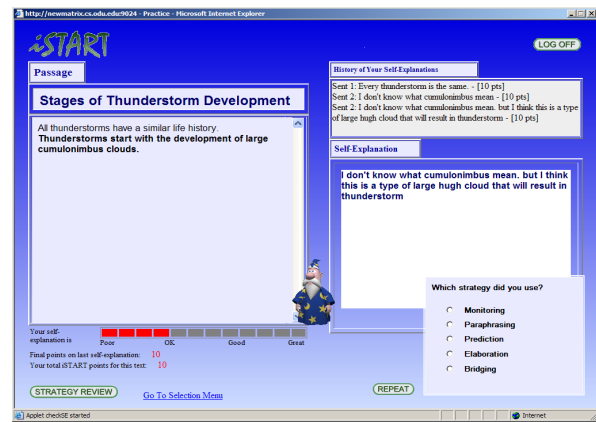 http://newmatrix.cs.odu.edu:9024 - Practice - Microsoft Internet Explorer
iSTART
LOG OFF
Passage
Stages of Thunderstorm Development
All thunderstorms have a similar life history.
Thunderstorms start with the development of large
cumulonimbus clouds.
History of Your Self-Explanations
Sent 1: Every thunderstorm is the same. - [10 pts]
Sent 2: I don't know what cumulonimbus mean - [10 pts]
Sent 2: I don't know what cumulonimbus mean. but I think this is a type
of large hugh cloud that will result in thunderstorm - [10 pts]
Self-Explanation
I don't know what cumulonimbus mean. but I think
this is a type of large hugh cloud that will result in
thunderstorm
Which strategy did you use?
Monitoring
Paraphrasing
Prediction
Elaboration
Bridging
Your self-
explanation is
Poor OK Good Great
Final points on last self-explanation: 10
Your total iSTART points for this text: 10
STRATEGY REVIEW
Go To Selection Menu
REPEAT
Applet checkSE started
Internet